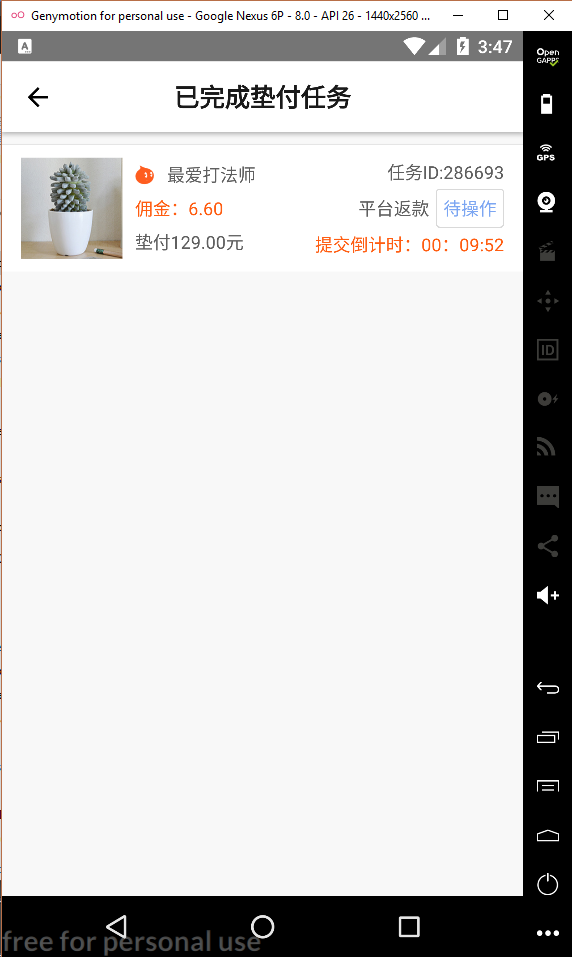 Genymotion for personal use - Google Nexus 6P - 8.0 - API 26 - 1440x2560 ...
A
3:47
Open
GAPPS
已完成垫付任务
GPS
最爱打法师
任务ID:286693
佣金：6.60
平台返款 待操作
垫付129.00元
提交倒计时：00：09:52
ID
free for personal use